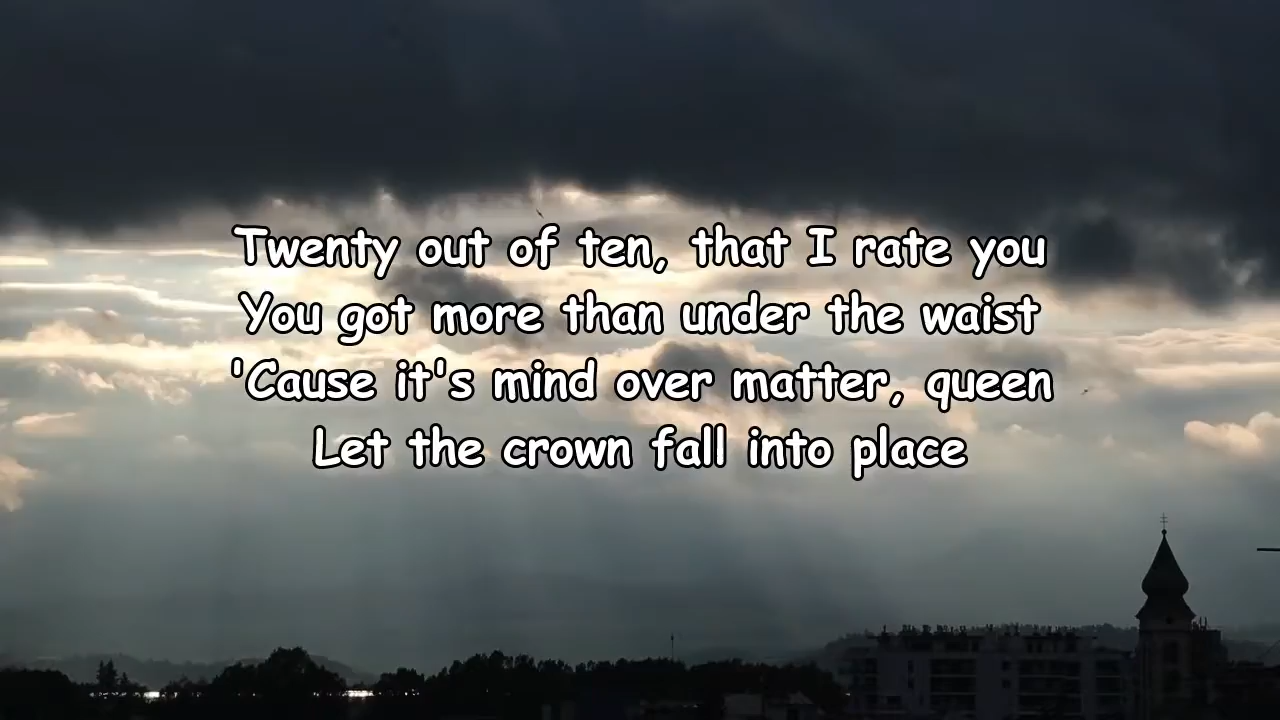 Twenty out of ten, that I rate you
You got more than under the waist
'Cause it's mind over matter, queen
Let the crown fall into place